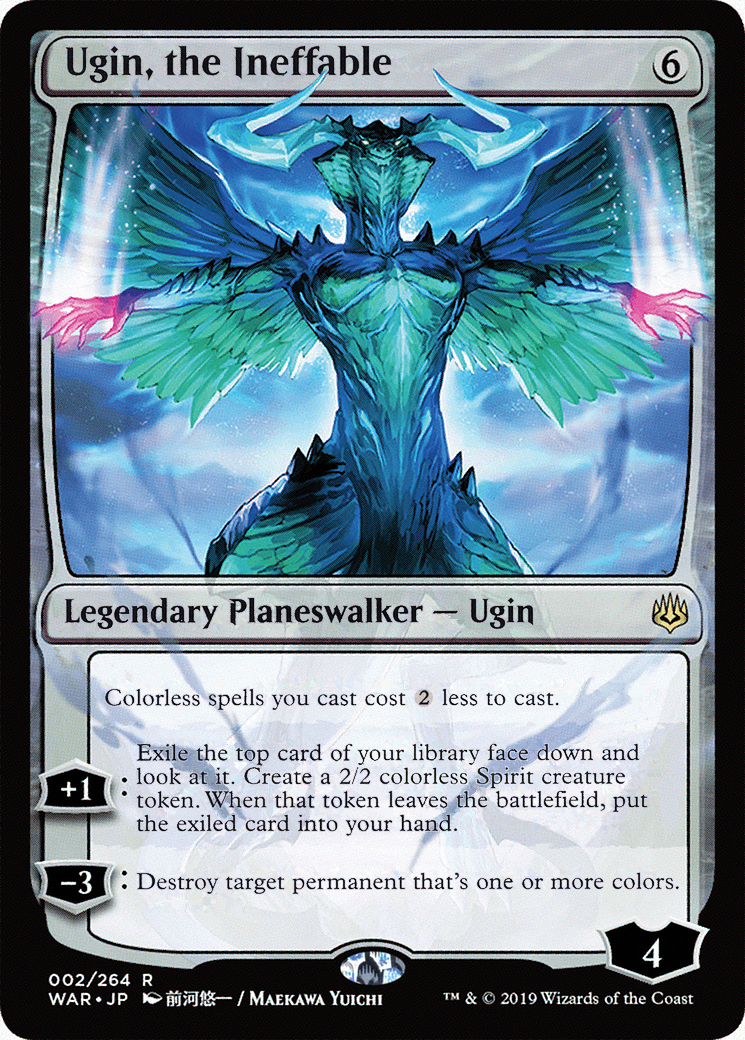 Ugin, the Ineffable 6
Legendary Planeswalker — Ugin
Colorless spells you cast cost 2 less to cast.
Exile the top card of your library face down and
+1: look at it. Create a 2/2 colorless Spirit creature
token. When that token leaves the battlefield, put
the exiled card into your hand.
−3: Destroy target permanent that's one or more colors.
4
002/264 R
WAR • JP 前河悠一 / Maekawa Yuichi ™ & © 2019 Wizards of the Coast